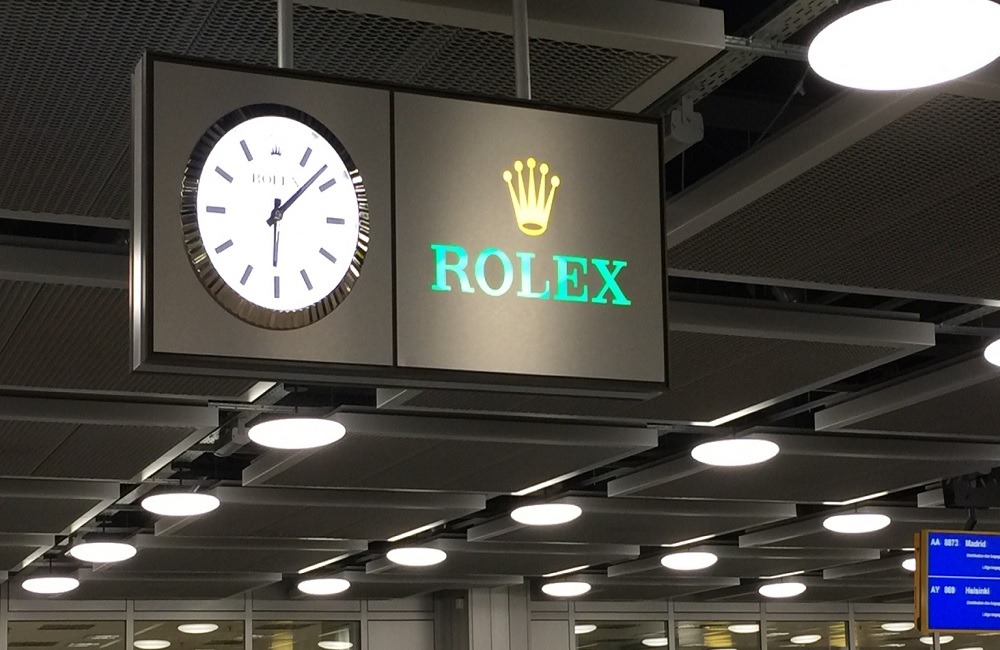 ROLEX
ROLEX
AA 8873 Madrid
AY 869 Helsinki